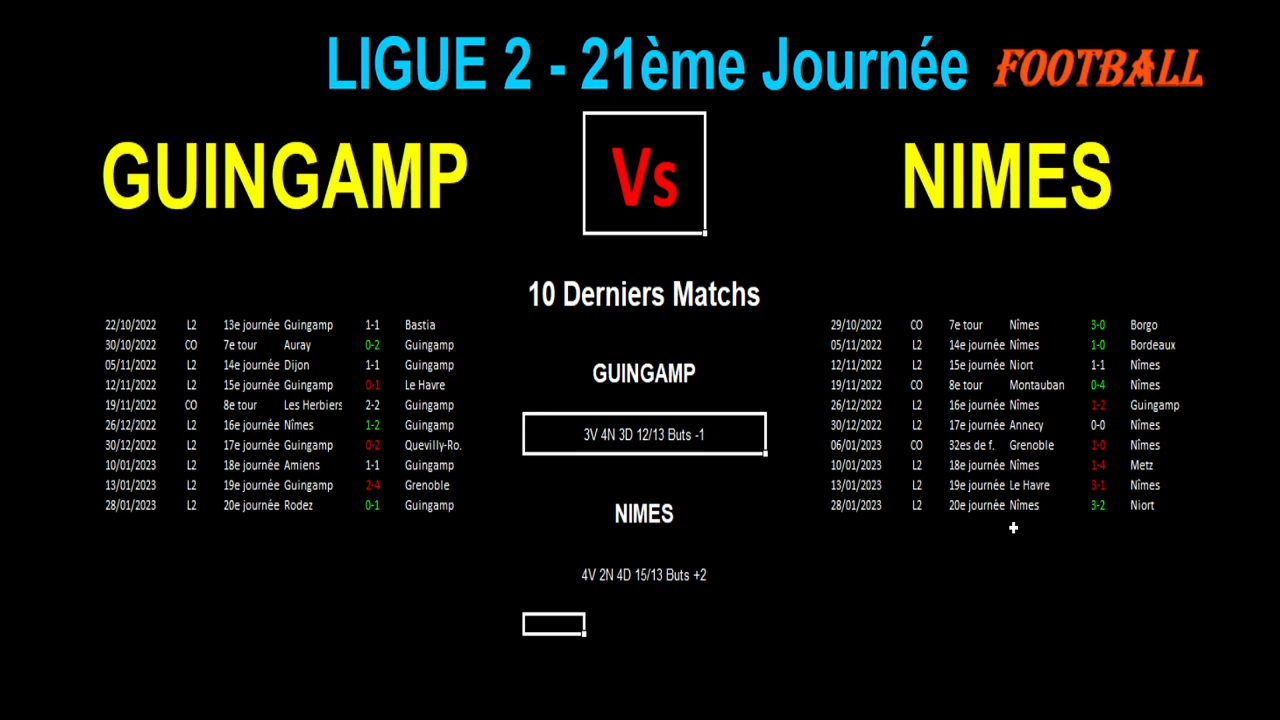 LIGUE 2 - 21ème Journée FOOTBALL
GUINGAMP Vs NIMES
10 Derniers Matchs
22/10/2022 L2 13e journée Guingamp 1-1 Bastia
30/10/2022 CO 7e tour Auray 0-2 Guingamp
05/11/2022 L2 14e journée Dijon 1-1 Guingamp
12/11/2022 L2 15e journée Guingamp 0-1 Le Havre
19/11/2022 CO 8e tour Les Herbiers 2-2 Guingamp
26/12/2022 L2 16e journée Nîmes 1-2 Guingamp
30/12/2022 L2 17e journée Guingamp 0-2 Quevilly-Ro.
10/01/2023 L2 18e journée Amiens 1-1 Guingamp
13/01/2023 L2 19e journée Guingamp 2-4 Grenoble
28/01/2023 L2 20e journée Rodez 0-1 Guingamp
GUINGAMP
3V 4N 3D 12/13 Buts -1
NIMES
4V 2N 4D 15/13 Buts +2
29/10/2022 CO 7e tour Nîmes 3-0 Borgo
05/11/2022 L2 14e journée Nîmes 1-0 Bordeaux
12/11/2022 L2 15e journée Niort 1-1 Nîmes
19/11/2022 CO 8e tour Montauban 0-4 Nîmes
26/12/2022 L2 16e journée Nîmes 1-2 Guingamp
30/12/2022 L2 17e journée Annecy 0-0 Nîmes
06/01/2023 CO 32es de f. Grenoble 1-0 Nîmes
10/01/2023 L2 18e journée Nîmes 1-4 Metz
13/01/2023 L2 19e journée Le Havre 3-1 Nîmes
28/01/2023 L2 20e journée Nîmes 3-2 Niort